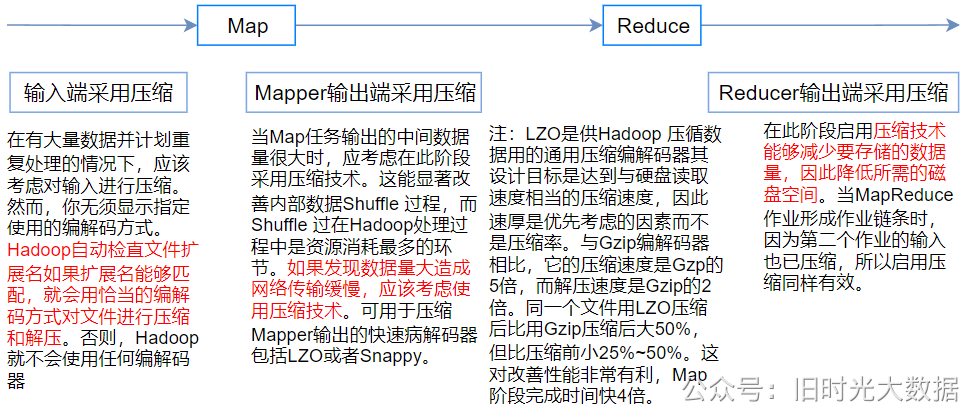 Map
Reduce
输入端采用压缩
Mapper输出端采用压缩
Reducer输出端采用压缩
在有大量数据并计划重
复处理的情况下，应该
考虑对输入进行压缩。
然而，你无须显示指定
使用的编解码方式。
Hadoop自动检直文件扩
展名如果扩展名能够匹
配，就会用恰当的编解
码方式对文件进行压缩
和解压。否则，Hadoop
就不会使用任何编解码
器
当Map任务输出的中间数据
量很大时，应考虑在此阶段
采用压缩技术。这能显著改
善内部数据Shuffle 过程，而
Shuffle 过在Hadoop处理过
程中是资源消耗最多的环
节。如果发现数据量大造成
网络传输缓慢，应该考虑使
用压缩技术。可用于压缩
Mapper输出的快速病解码器
包括LZO或者Snappy。
注：LZO是供Hadoop 压循数
据用的通用压缩编解码器其
设计目标是达到与硬盘读取
速度相当的压缩速度，因此
速厚是优先考虑的因素而不
是压缩率。与Gzip编解码器
相比，它的压缩速度是Gzp的
5倍，而解压速度是Gzip的2
倍。同一个文件用LZO压缩
后比用Gzip压缩后大50%，
但比压缩前小25%~50%。这
对改善性能非常有利，Map
阶段完成时间快4倍。
在此阶段启用压缩技术
能够减少要存储的数据
量，因此降低所需的磁
盘空间。当MapReduce
作业形成作业链条时，
因为第二个作业的输入
也已压缩，所以启用压
缩同样有效。
公众号：旧时光大数据